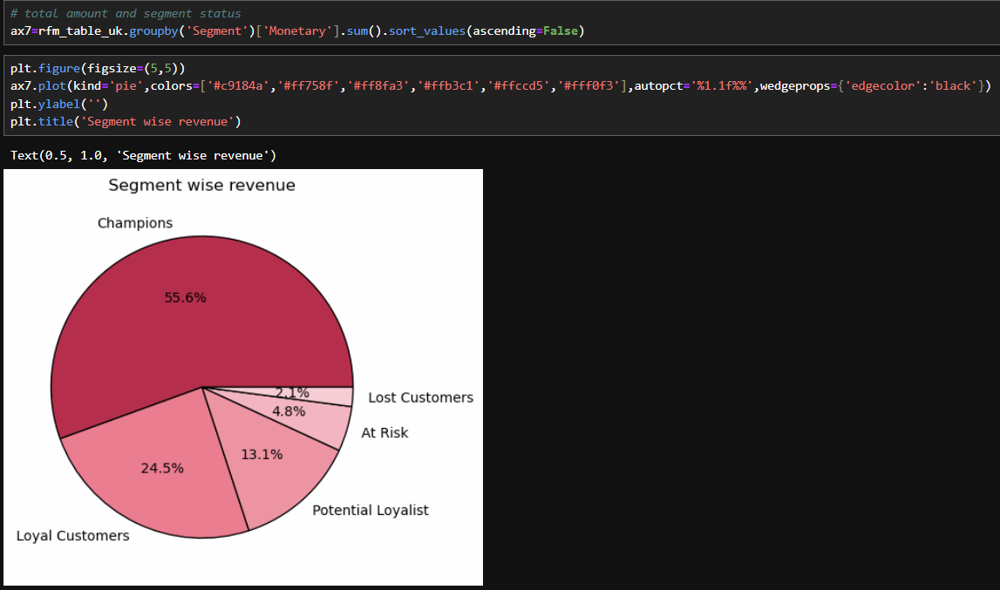 # total amount and segment status
ax7=rfm_table_uk.groupby('Segment')['Monetary'].sum().sort_values(ascending=False)
plt.figure(figsize=(5,5))
ax7.plot(kind='pie',colors=['#c9184a','#ff758f','#ff8fa3','#ffb3c1','#ffccd5','#fff0f3'],autopct='%1.1f%%',wedgeprops={'edgecolor':'black'})
plt.ylabel('')
plt.title('Segment wise revenue')
Text(0.5, 1.0, 'Segment wise revenue')
Segment wise revenue
Champions
55.6%
2.1%
Lost Customers
4.8%
At Risk
13.1%
24.5%
Potential Loyalist
Loyal Customers